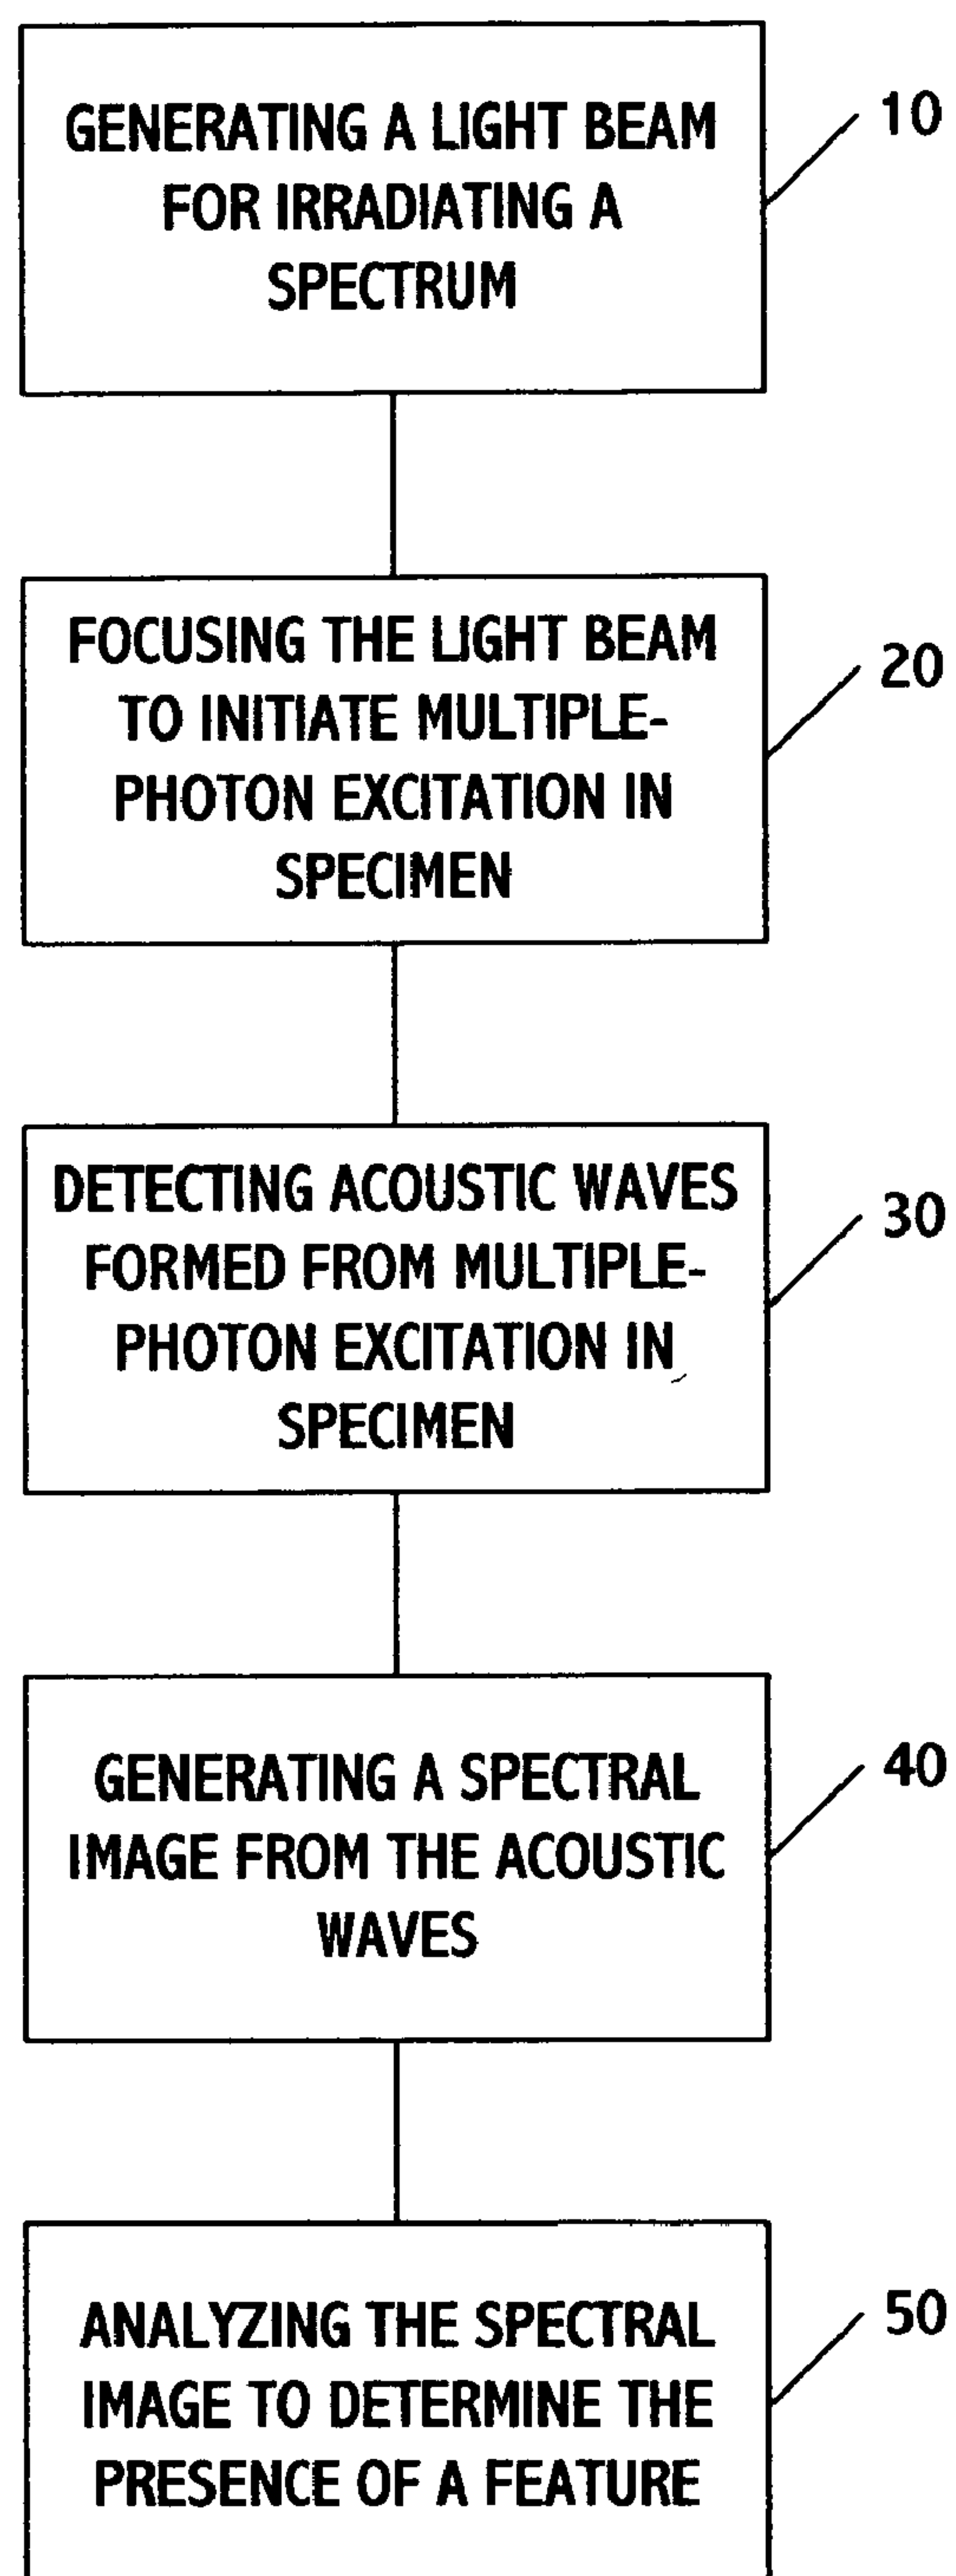 GENERATING A LIGHT BEAM
FOR IRRADIATING A
SPECTRUM
10
FOCUSING THE LIGHT BEAM
TO INITIATE MULTIPLE-
PHOTON EXCITATION IN
SPECIMEN
20
DETECTING ACOUSTIC WAVES
FORMED FROM MULTIPLE-
PHOTON EXCITATION IN
SPECIMEN
30
GENERATING A SPECTRAL
IMAGE FROM THE ACOUSTIC
WAVES
40
ANALYZING THE SPECTRAL
IMAGE TO DETERMINE THE
PRESENCE OF A FEATURE
50